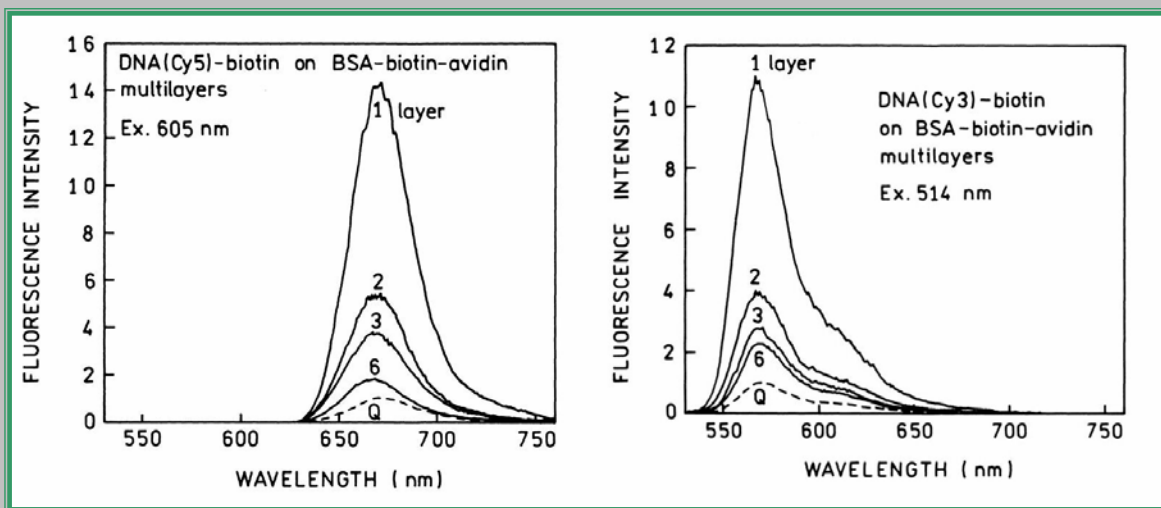 16
14
12
10
8
6
4
2
0
FLUORESCENCE INTENSITY
DNA(Cy5)-biotin on BSA-biotin-avidin
multilayers
Ex. 605 nm
1 layer
2
3
6
Q
550
600
650
700
750
WAVELENGTH ( nm)
12
10
8
6
4
2
0
FLUORESCENCE INTENSITY
1 layer
DNA(Cy3)-biotin
on BSA-biotin-avidin
multilayers
Ex. 514 nm
2
3
6
Q
550
600
650
700
750
WAVELENGTH ( nm)